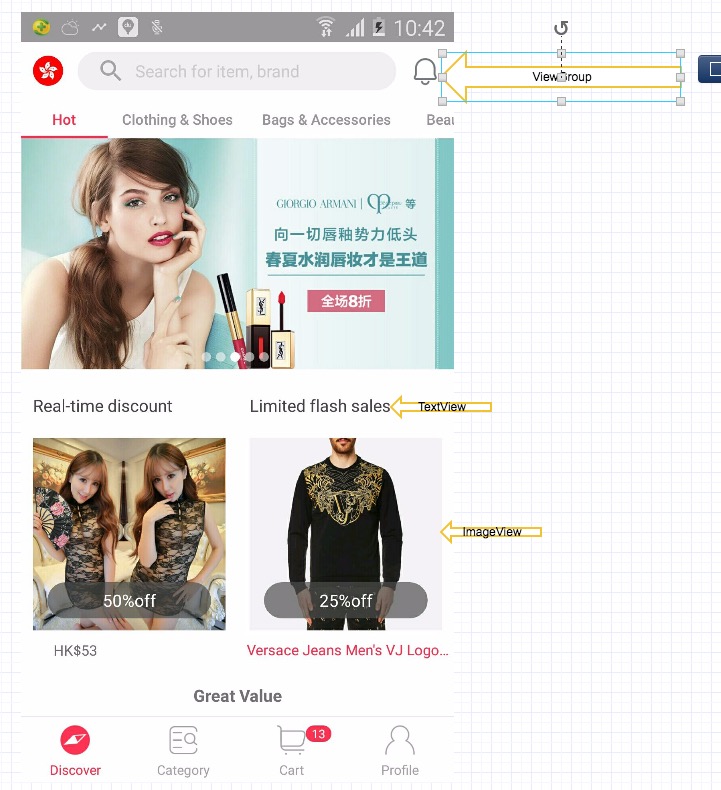 10:42
Search for item, brand
ViewGroup
Hot Clothing & Shoes Bags & Accessories Beau
GIORGIO ARMANI | 等
向一切唇釉势力低头
春夏水润唇妆才是王道
全场8折
Real-time discount
Limited flash sales
TextView
ImageView
50%off
25%off
HK$53
Versace Jeans Men's VJ Logo...
Great Value
13
Discover Category Cart Profile